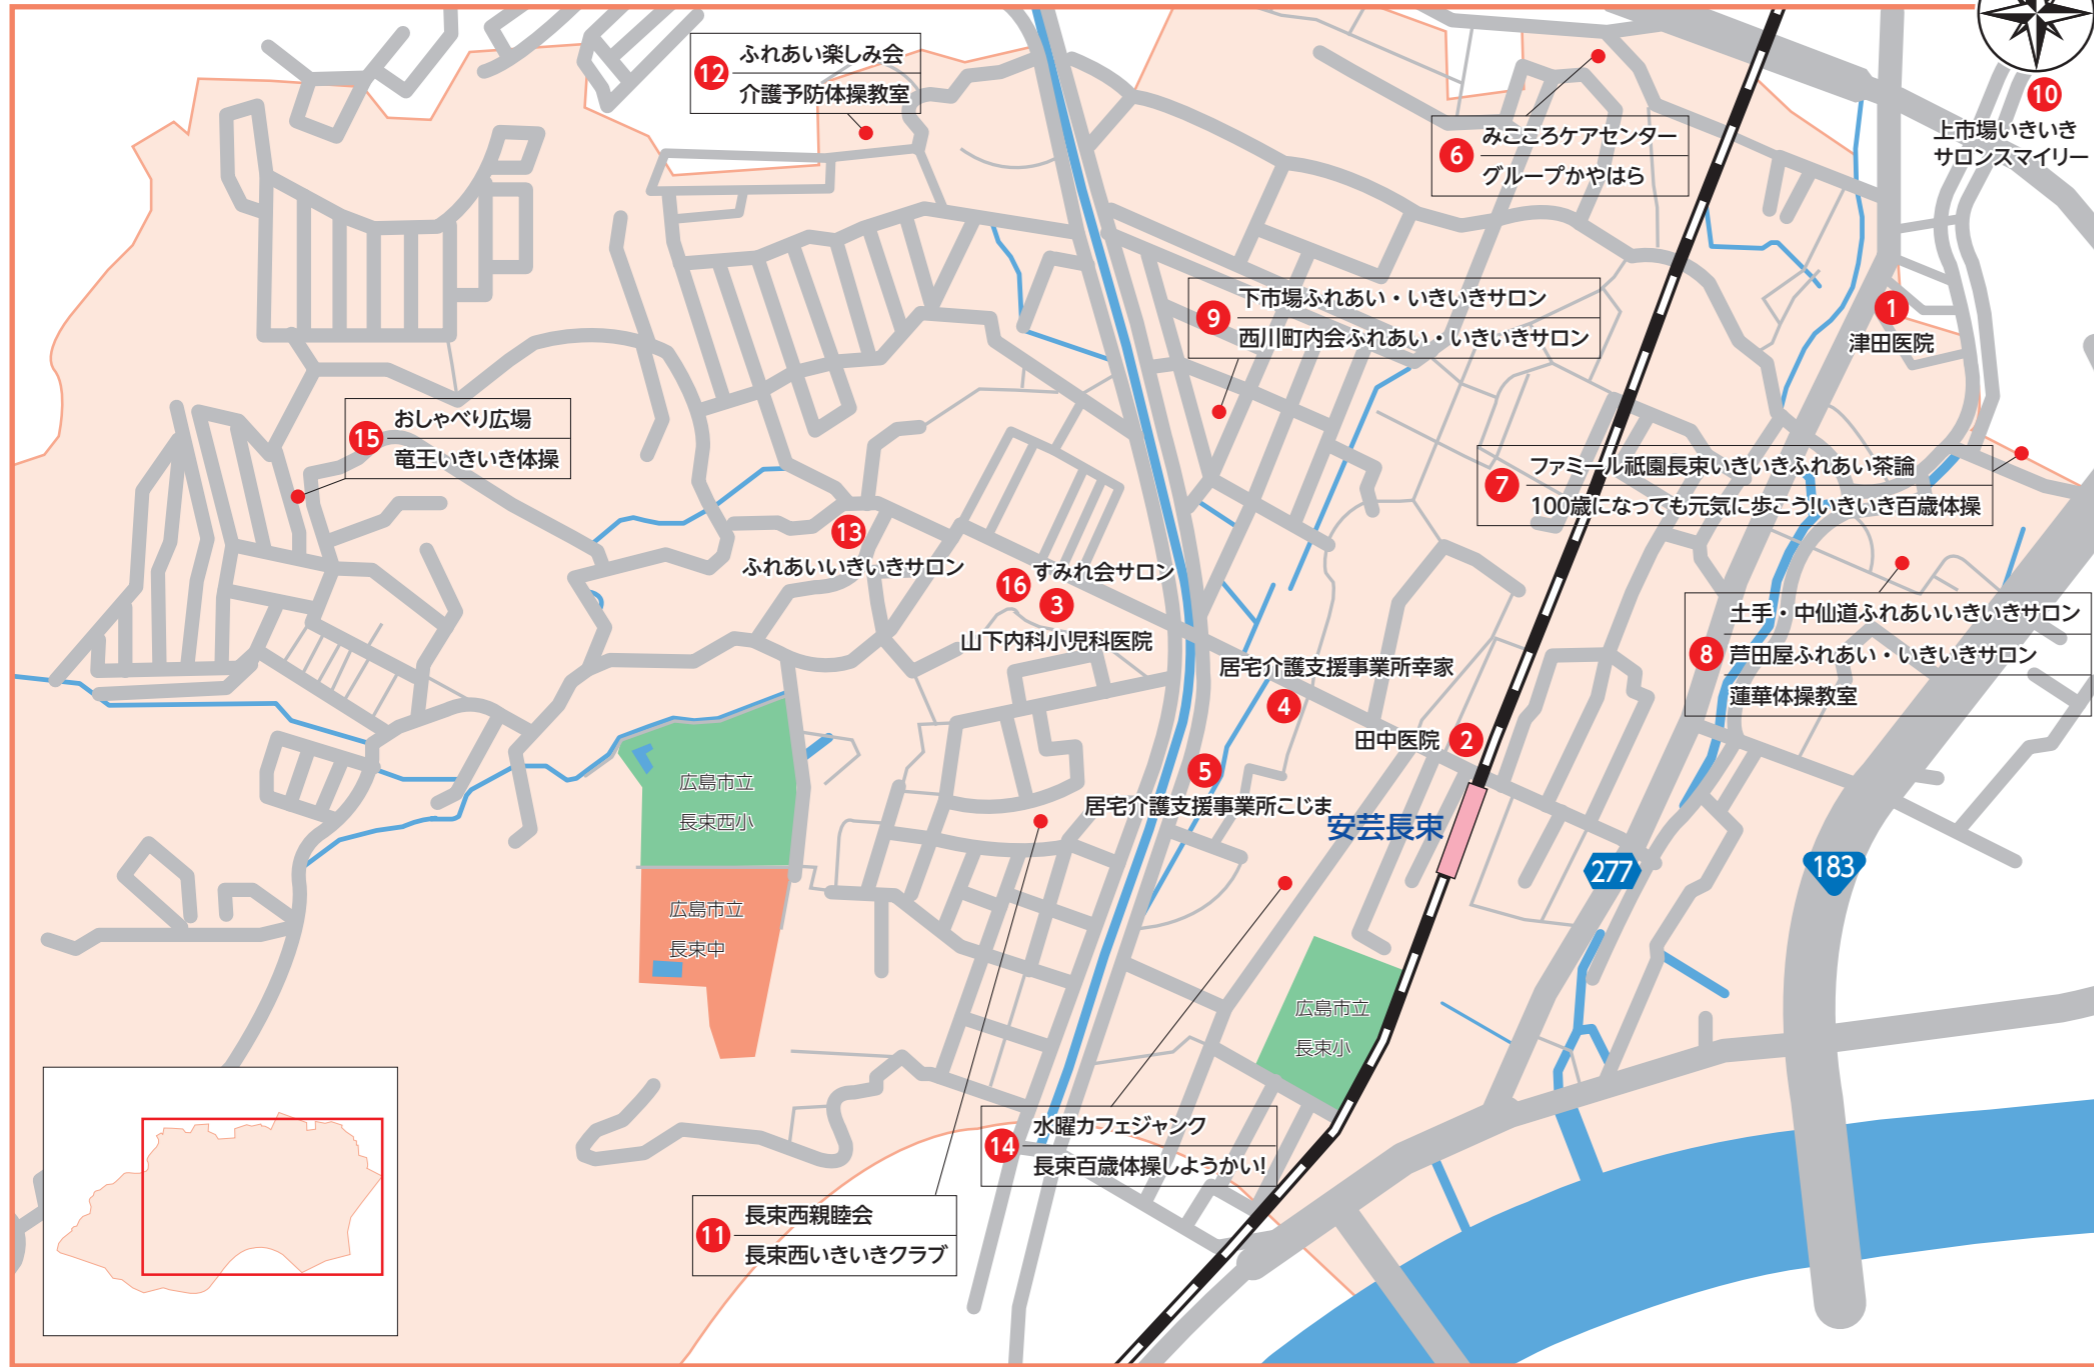 12
ふれあい楽しみ会
介護予防体操教室
10
上市場いきいき
サロンスマイリー
6
みこころケアセンター
グループかやはら
9
下市場ふれあい・いきいきサロン
西川町内会ふれあい・いきいきサロン
1
津田医院
15
おしゃべり広場
竜王いきいき体操
7
ファミール祇園長束いきいきふれあい茶論
100歳になっても元気に歩こう!いきいき百歳体操
13
ふれあいいきいきサロン
16
すみれ会サロン
3
山下内科小児科医院
8
土手・中仙道ふれあいいきいきサロン
芦田屋ふれあい・いきいきサロン
蓮華体操教室
居宅介護支援事業所幸家
4
田中医院
2
5
居宅介護支援事業所こじま
安芸長束
広島市立
長束西小
277
183
広島市立
長束中
広島市立
長束小
14
水曜カフェジャンク
長束百歳体操しようかい!
11
長束西親睦会
長束西いきいきクラブ